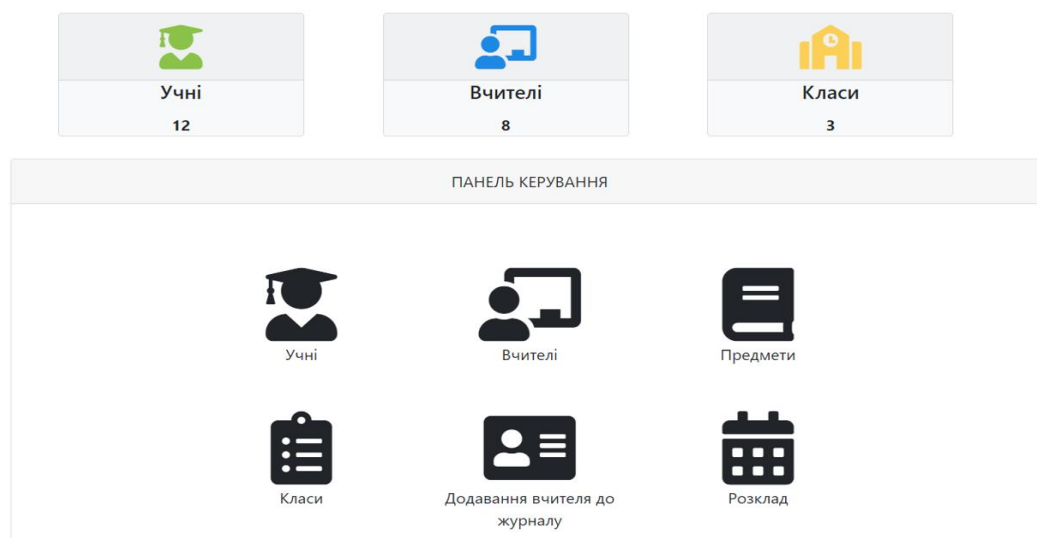 Учні
Вчителі
Класи
12
8
3
ПАНЕЛЬ КЕРУВАННЯ
Учні
Вчителі
Предмети
Класи
Додавання вчителя до
журналу
Розклад